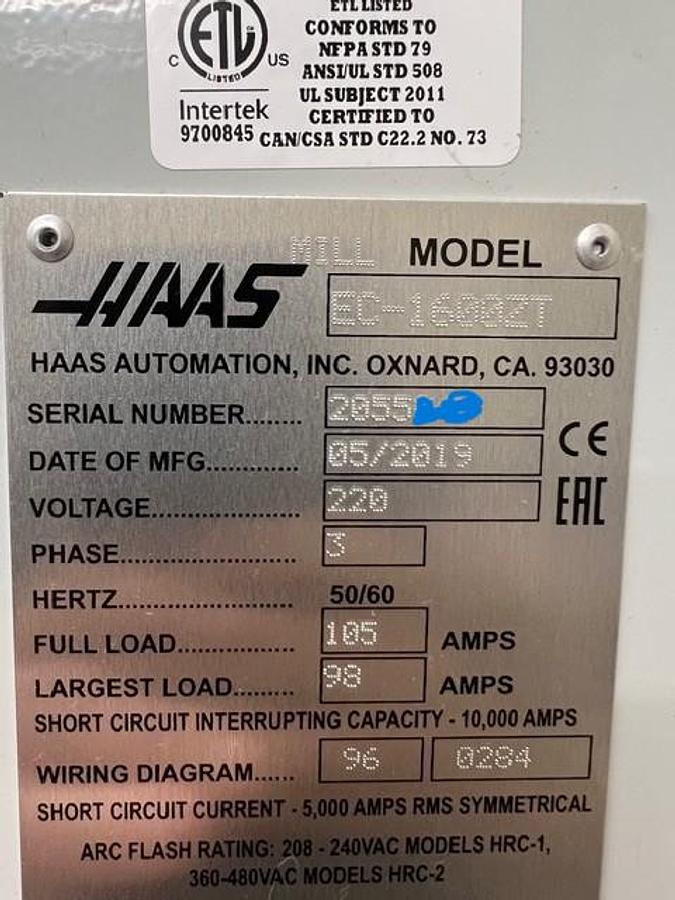 ETL LISTED
CONFORMS TO
NFPA STD 79
ANSI/UL STD 508
UL SUBJECT 2011
CERTIFIED TO
CAN/CSA STD C22.2 NO. 73
C ETL US
LISTED
Intertek
9700845
MILL MODEL
HAAS EC-1600ZT
HAAS AUTOMATION, INC. OXNARD, CA. 93030
SERIAL NUMBER........ 2055
DATE OF MFG............. 05/2019
CE
VOLTAGE..................... 220
EAC
PHASE......................... 3
HERTZ......................... 50/60
FULL LOAD................. 105 AMPS
LARGEST LOAD......... 98 AMPS
SHORT CIRCUIT INTERRUPTING CAPACITY - 10,000 AMPS
WIRING DIAGRAM...... 96 0284
SHORT CIRCUIT CURRENT - 5,000 AMPS RMS SYMMETRICAL
ARC FLASH RATING: 208 - 240VAC MODELS HRC-1,
360-480VAC MODELS HRC-2